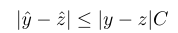 |ŷ − ẑ| ≤ |y − z|C